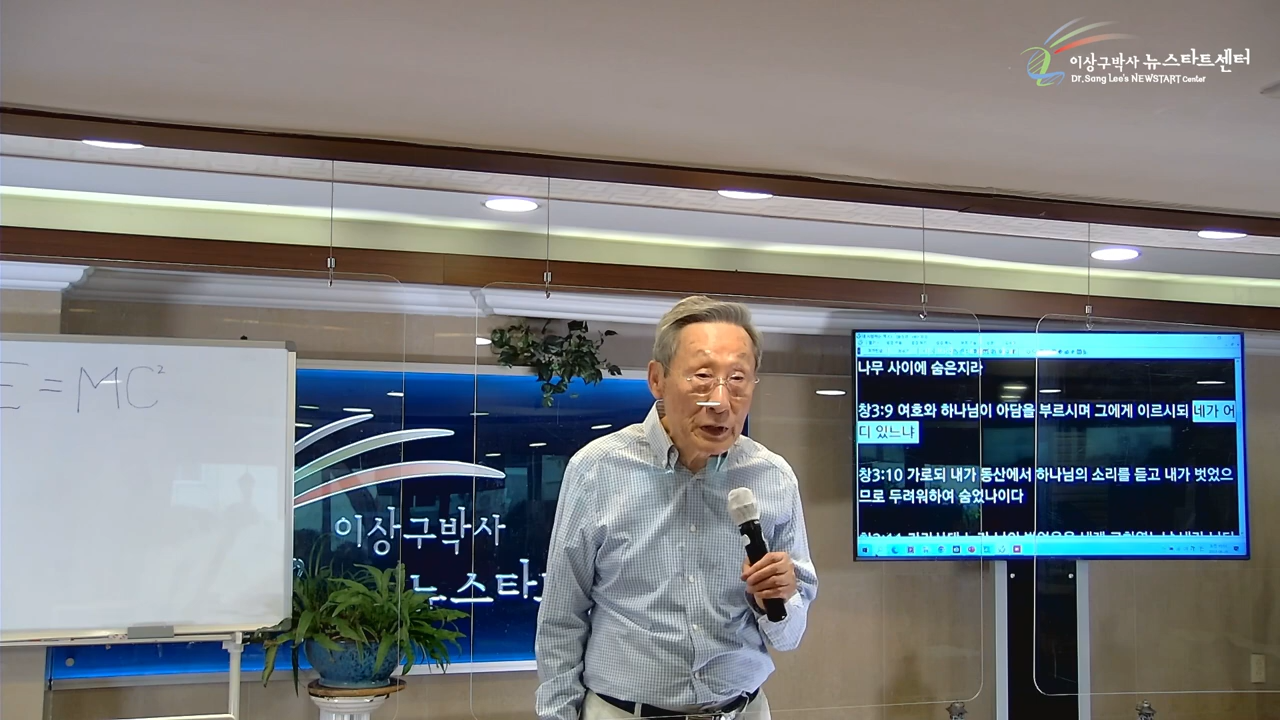 이상구박사 뉴스타트센터
Dr. Sang Lee's NEWSTART Center
E = MC²
이상구박사
뉴스타트
나무 사이에 숨은지라
창3:9 여호와 하나님이 아담을 부르시며 그에게 이르시되 네가 어
디 있느냐
창3:10 가로되 내가 동산에서 하나님의 소리를 듣고 내가 벗었으
므로 두려워하여 숨었나이다